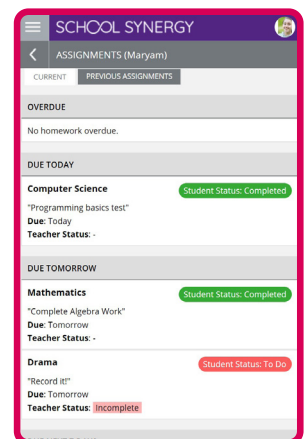 SCHOOL SYNERGY
ASSIGNMENTS (Maryam)
CURRENT PREVIOUS ASSIGNMENTS
OVERDUE
No homework overdue.
DUE TODAY
Computer Science Student Status: Completed
"Programming basics test"
Due: Today
Teacher Status: -
DUE TOMORROW
Mathematics Student Status: Completed
"Complete Algebra Work"
Due: Tomorrow
Teacher Status: -
Drama Student Status: To Do
"Record it!"
Due: Tomorrow
Teacher Status: Incomplete